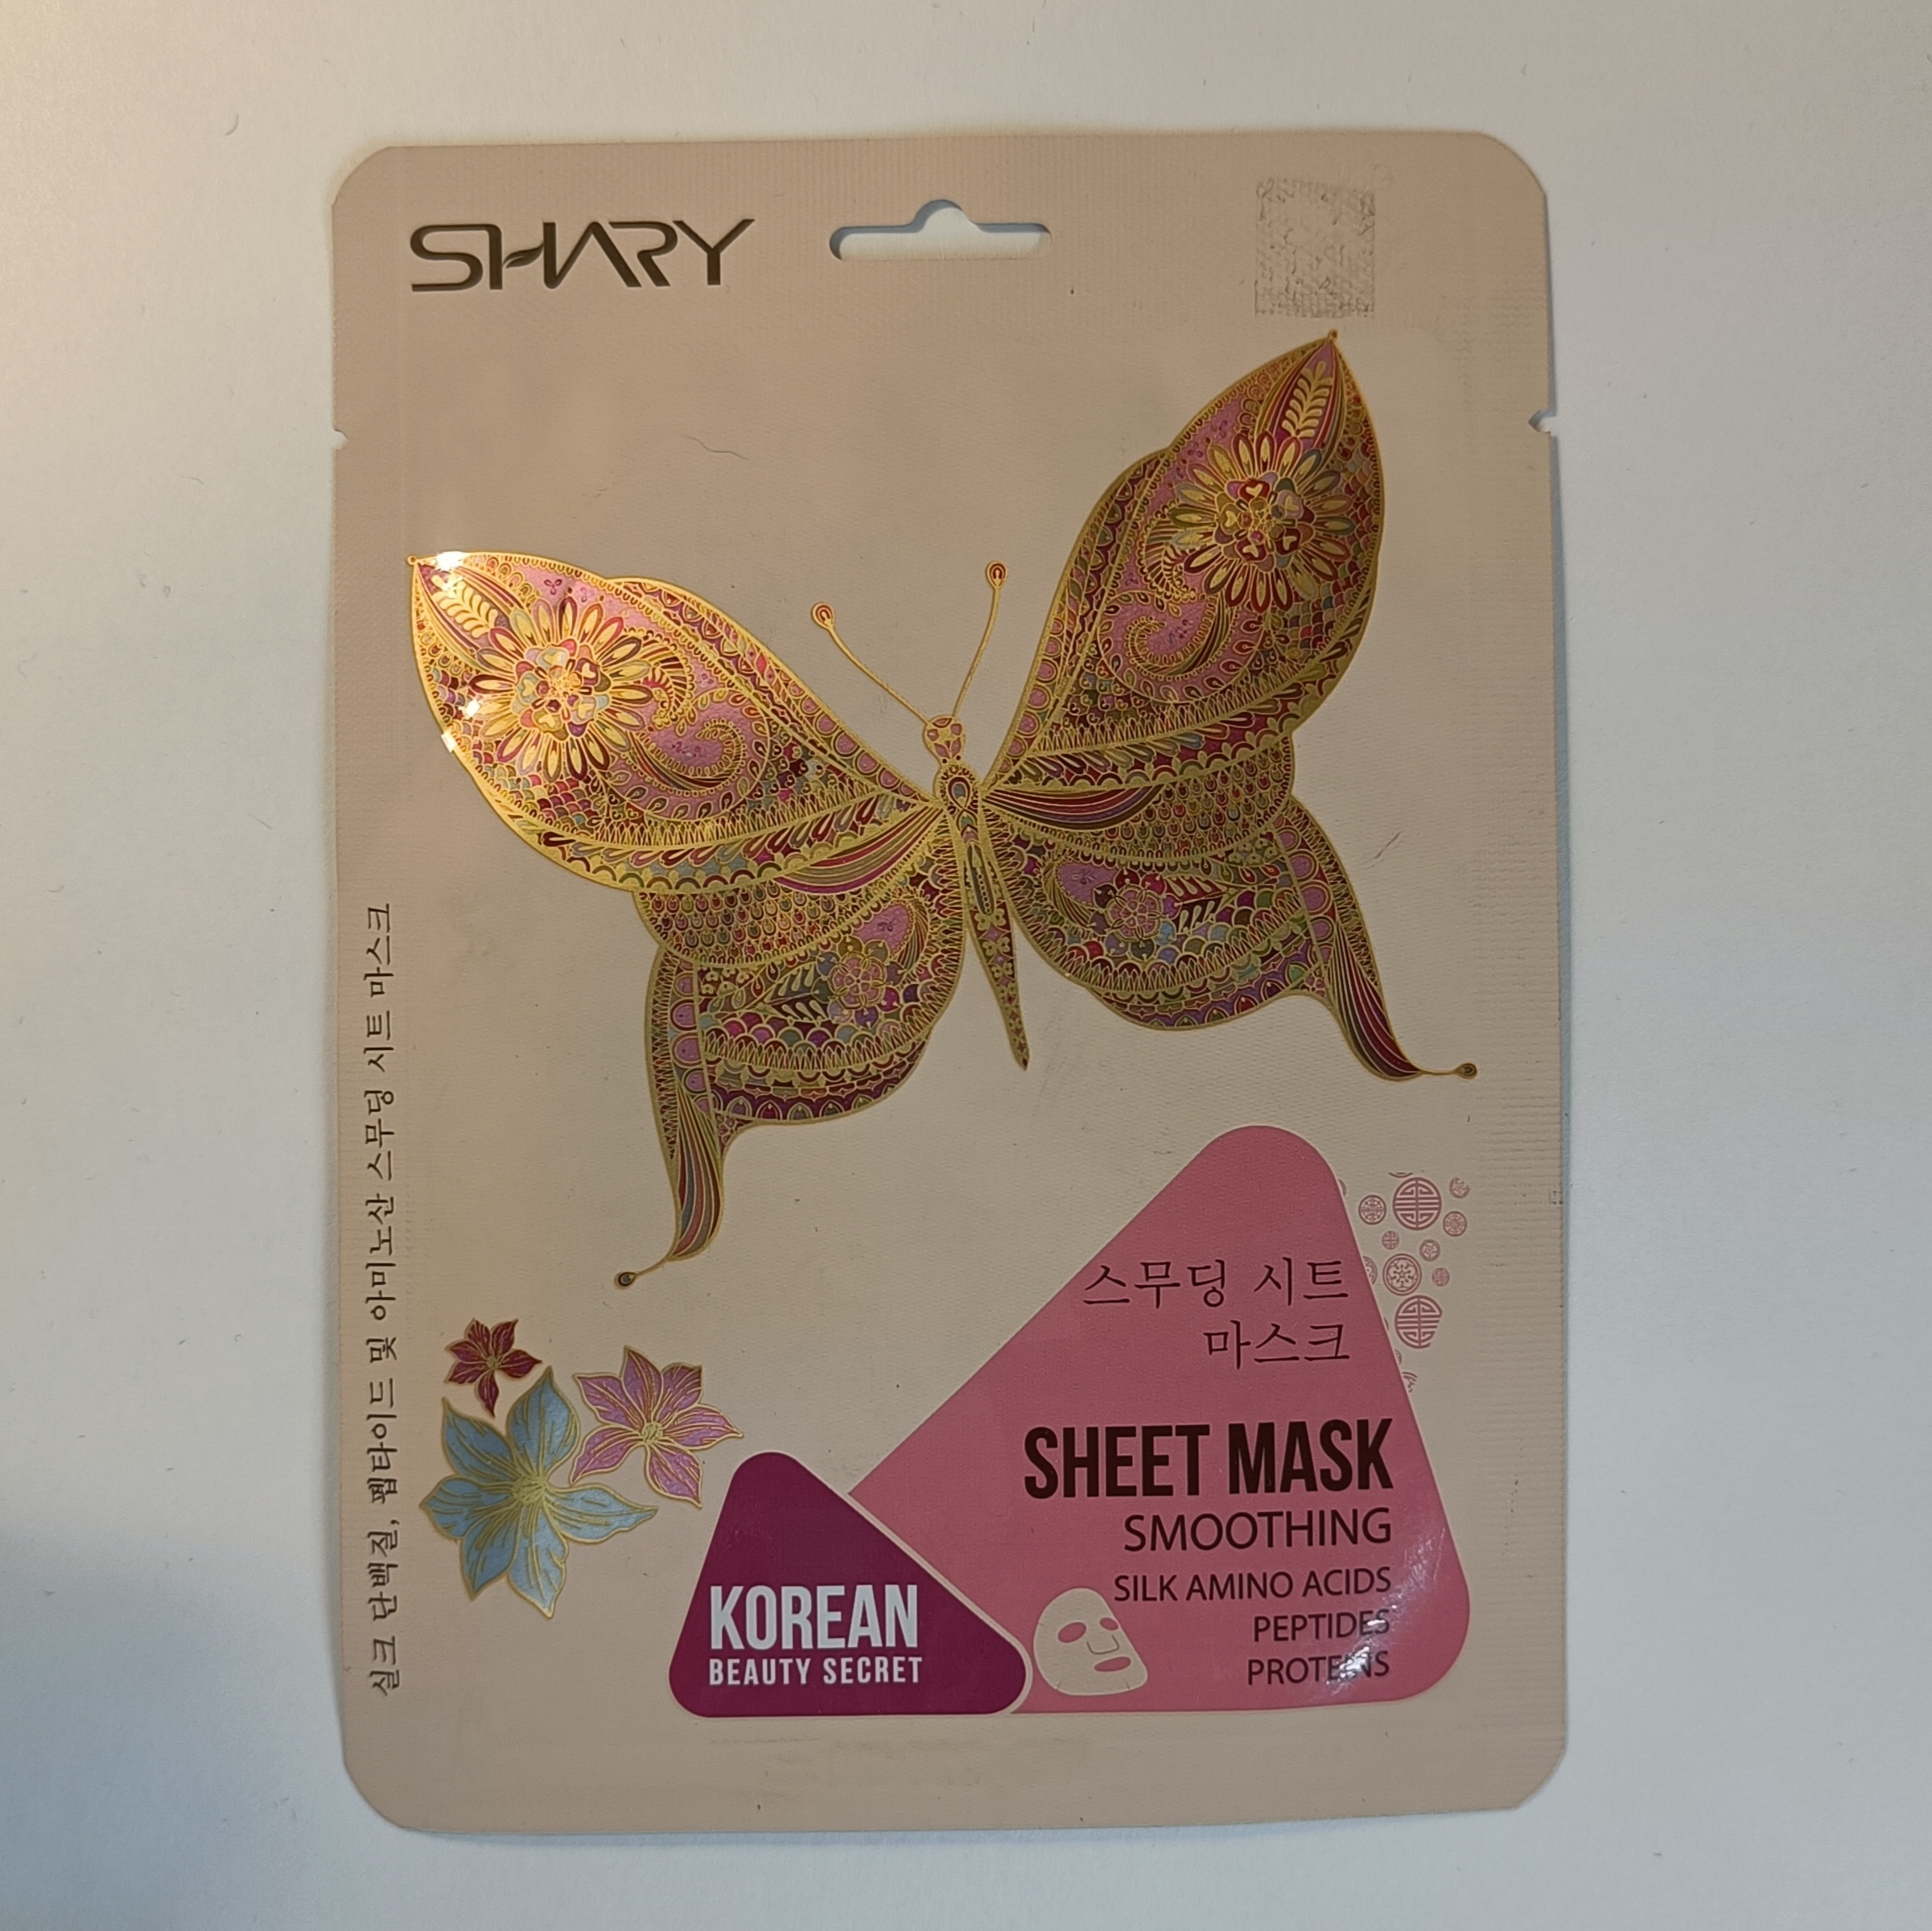 SHARY
실크 단백질, 펩타이드 및 아미노산 스무딩 시트 마스크
스무딩 시트
마스크
SHEET MASK
SMOOTHING
SILK AMINO ACIDS
PEPTIDES
PROTEINS
KOREAN
BEAUTY SECRET